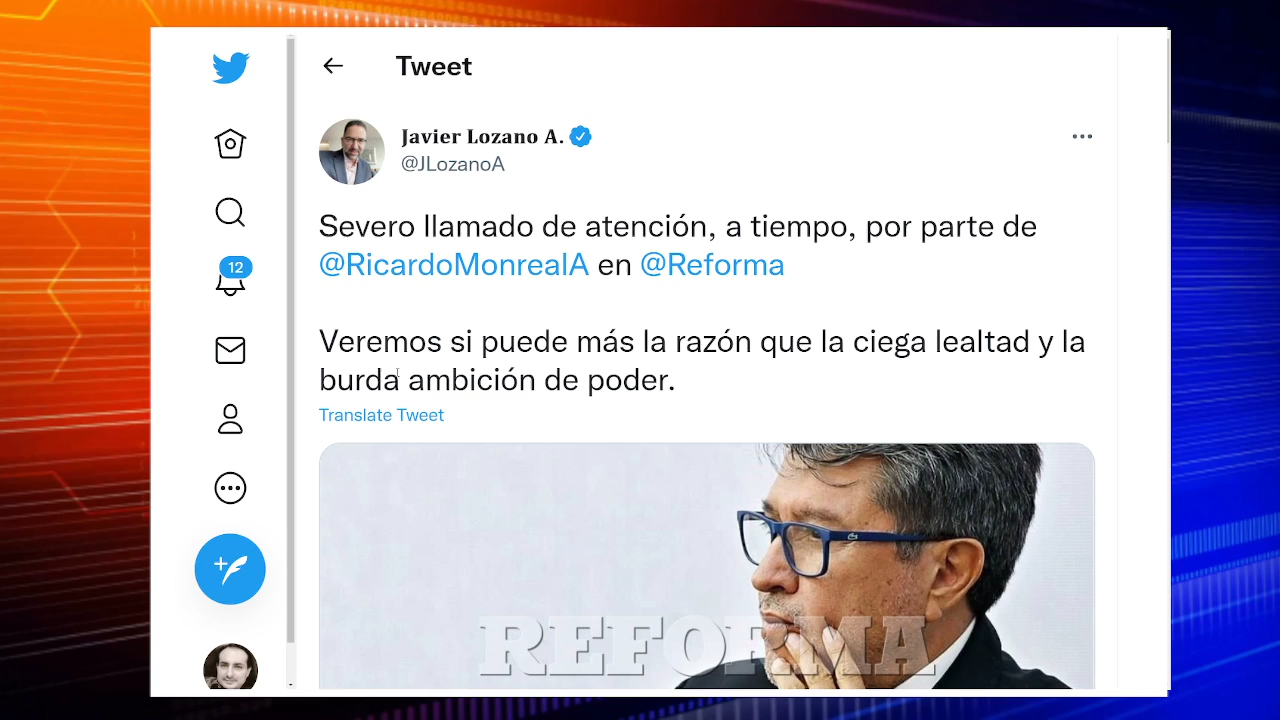 Tweet
Javier Lozano A.
@JLozanoA
Severo llamado de atención, a tiempo, por parte de
@RicardoMonrealA en @Reforma
12
Veremos si puede más la razón que la ciega lealtad y la
burda ambición de poder.
Translate Tweet
REFORMA